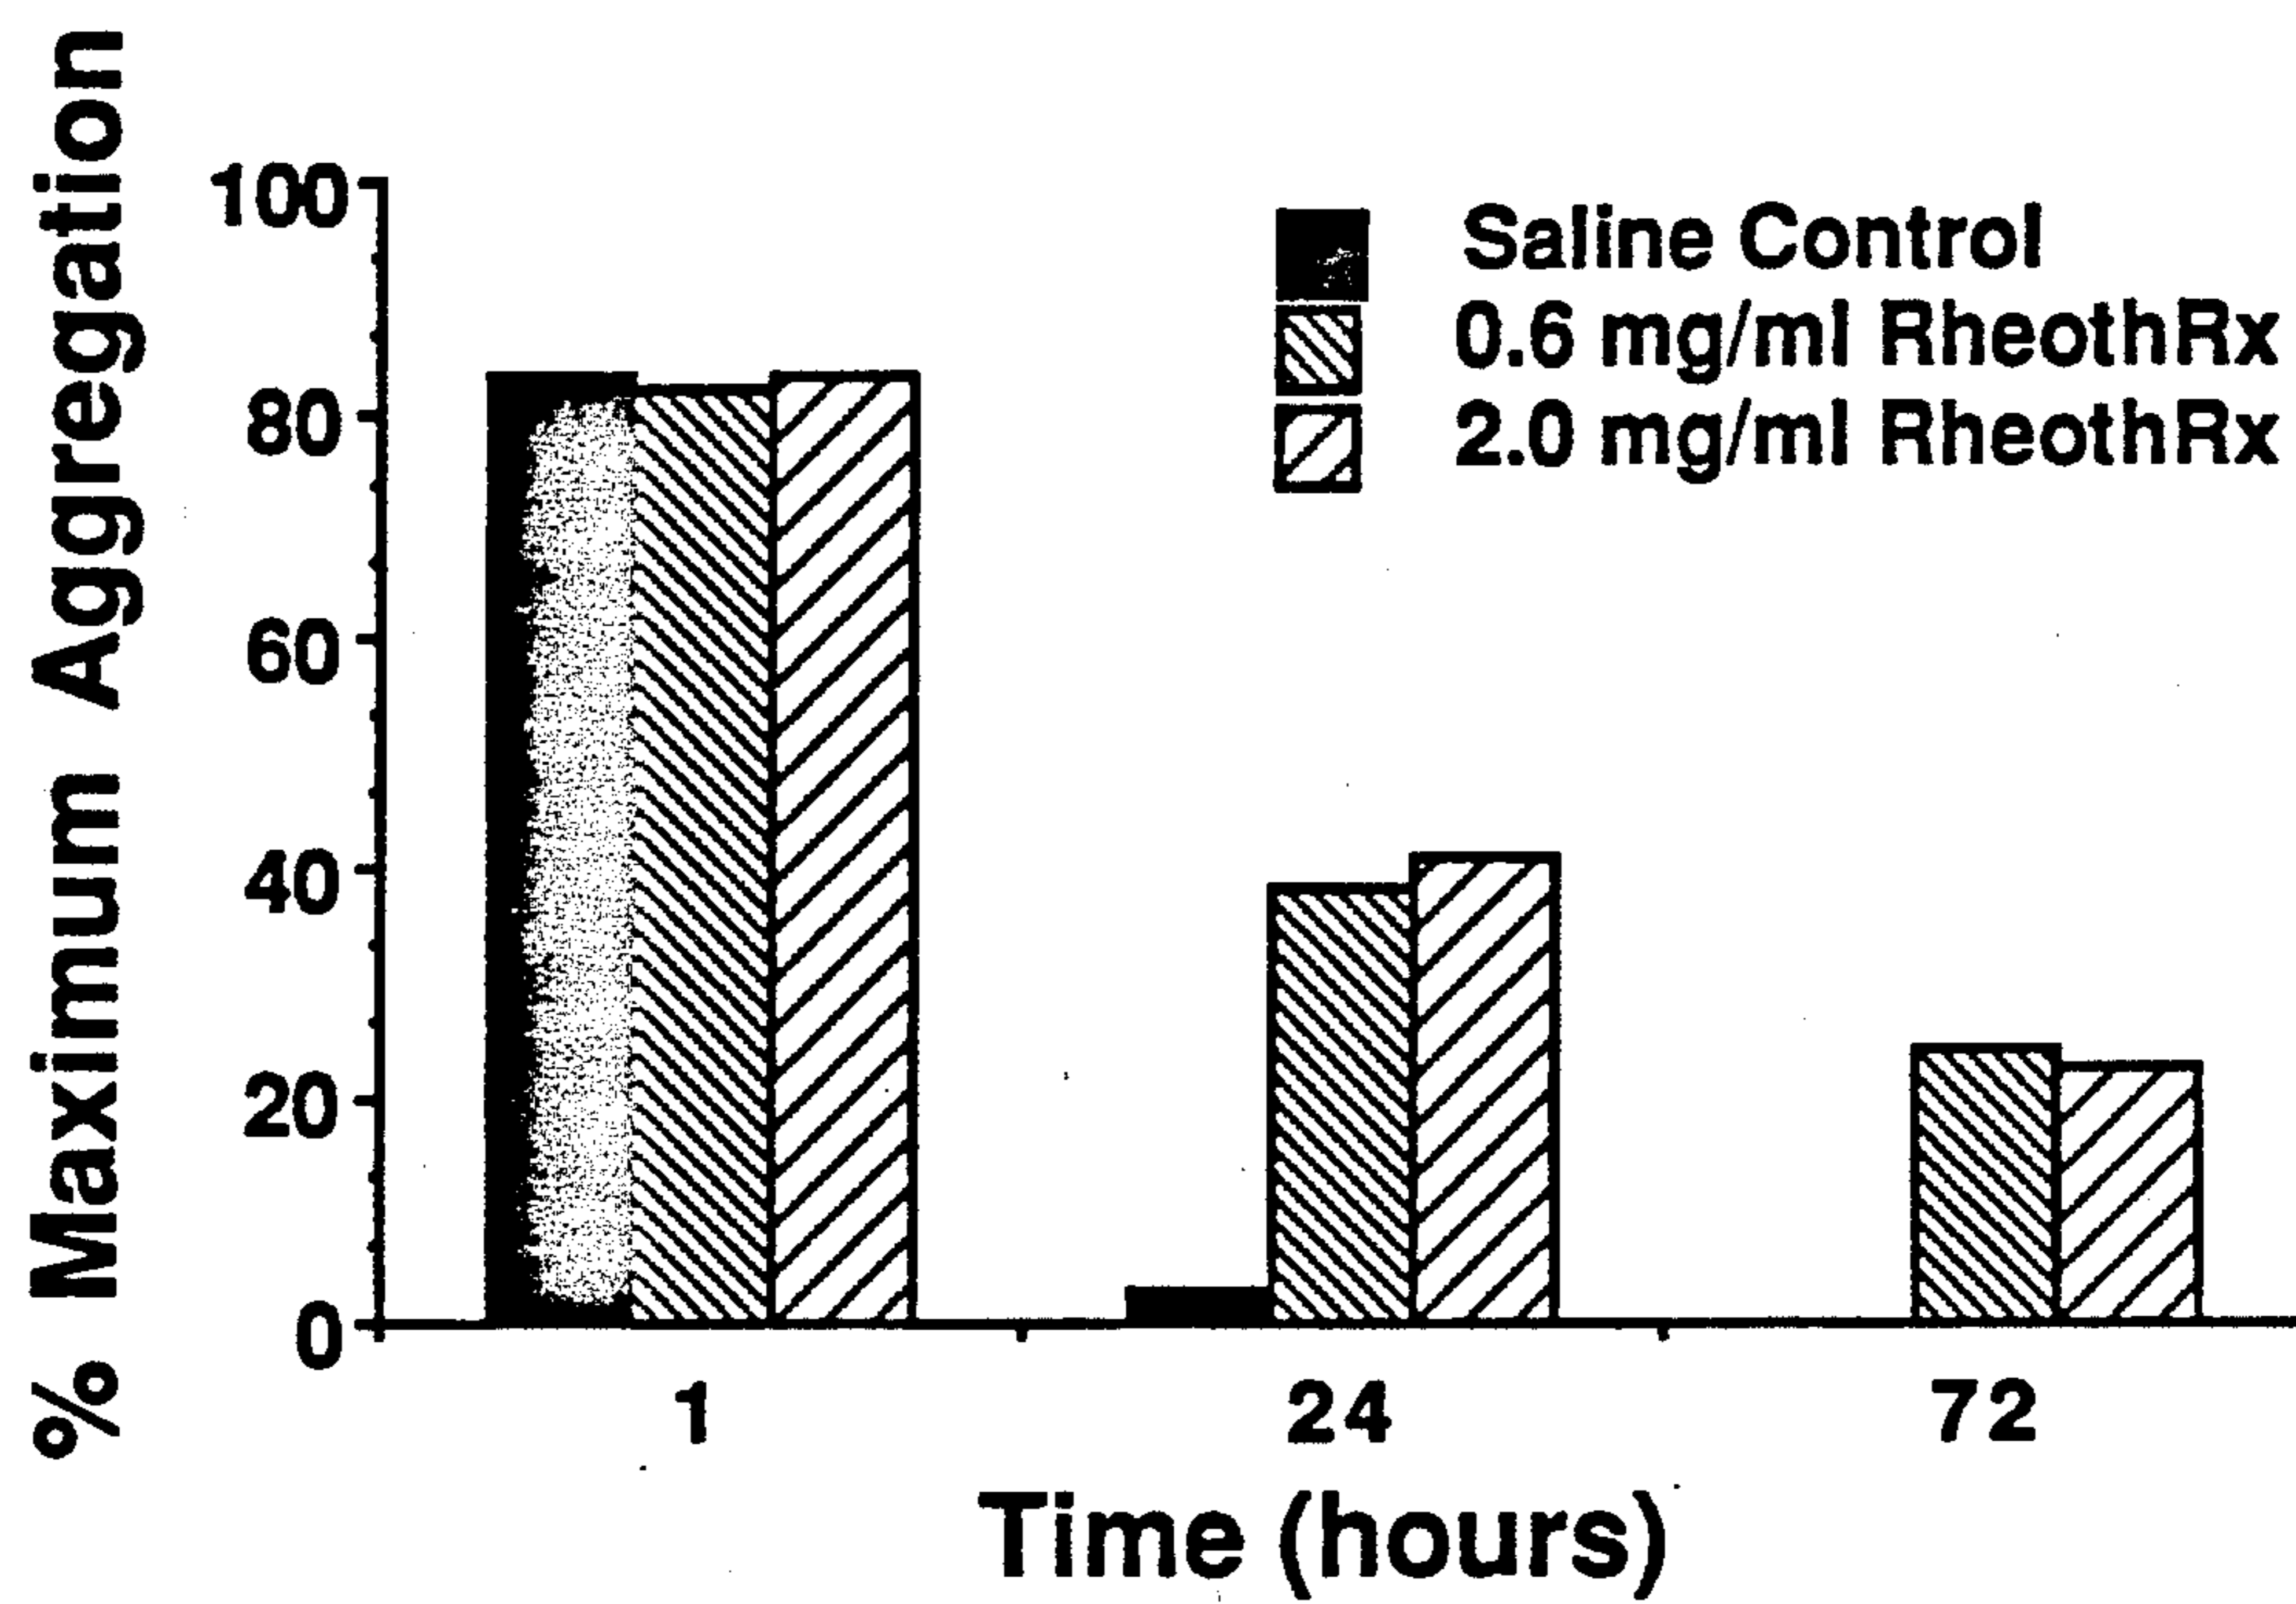 % Maximum Aggregation
100
80
60
40
20
0
Saline Control
0.6 mg/ml RheothRx
2.0 mg/ml RheothRx
1 24 72
Time (hours)